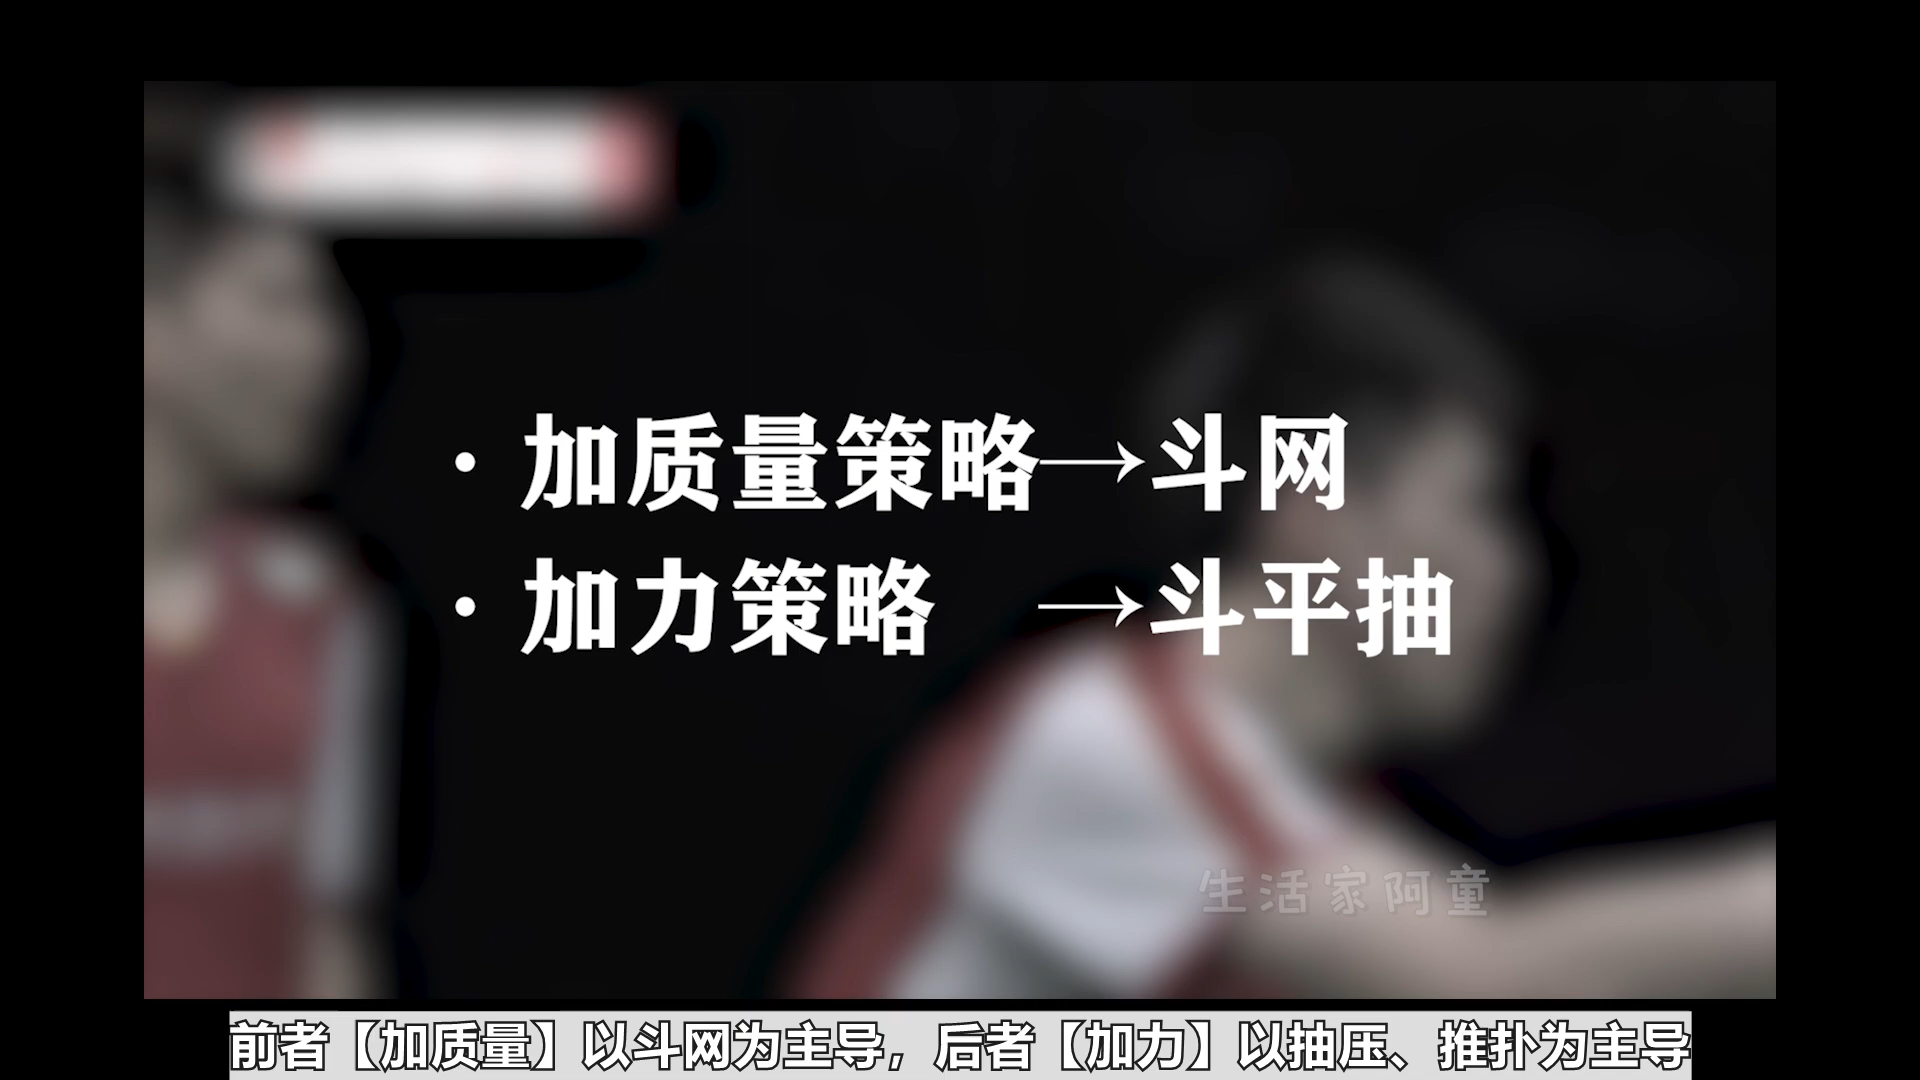 · 加质量策略→斗网
· 加力策略 →斗平抽
生活家阿童
前者【加质量】以斗网为主导，后者【加力】以抽压、推扑为主导